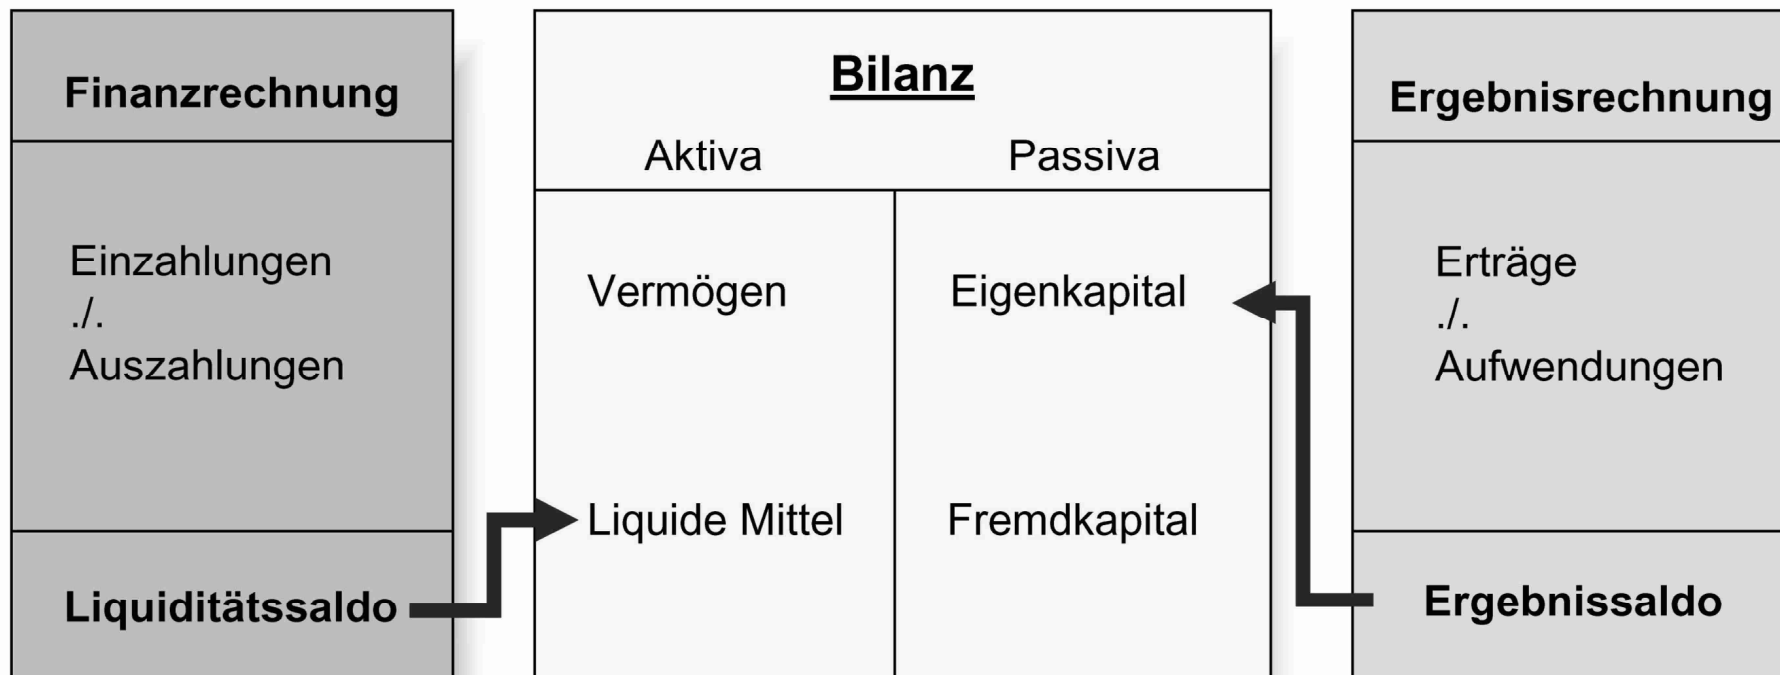 Finanzrechnung
Einzahlungen
./.
Auszahlungen
Liquiditätssaldo
Bilanz
Aktiva Passiva
Vermögen Eigenkapital
Liquide Mittel Fremdkapital
Ergebnisrechnung
Erträge
./.
Aufwendungen
Ergebnissaldo